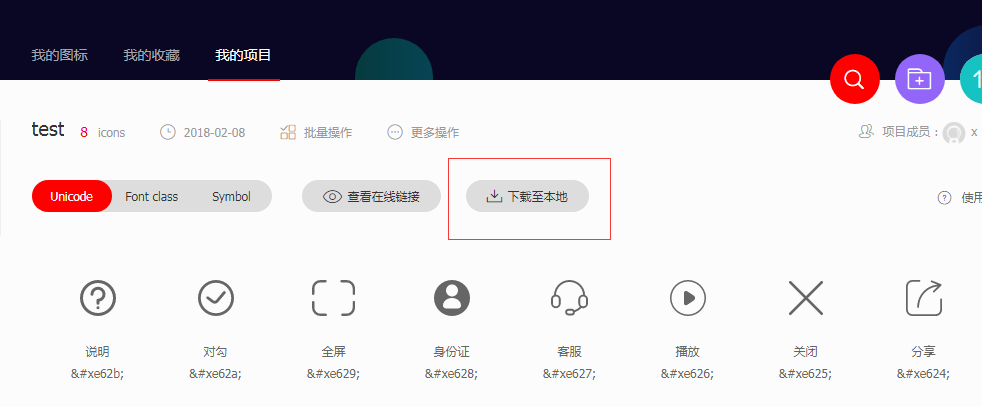 我的图标 我的收藏 我的项目
test 8 icons 2018-02-08 批量操作 更多操作 项目成员： x
Unicode Font class Symbol 查看在线链接 下载至本地 使用
说明 对勾 全屏 身份证 客服 播放 关闭 分享
&#xe62b; &#xe62a; &#xe629; &#xe628; &#xe627; &#xe626; &#xe625; &#xe624;